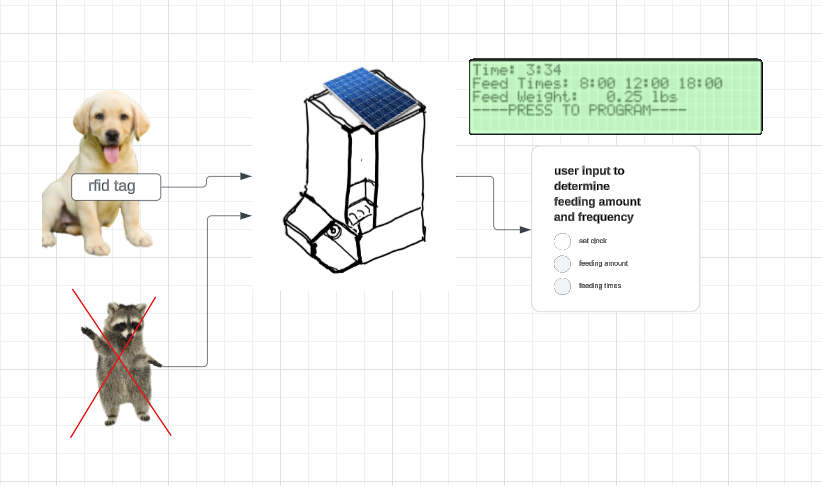 rfid tag
Time: 3:34
Feed Times: 8:00 12:00 18:00
Feed Weight: 0.25 lbs
----PRESS TO PROGRAM----
user input to
determine
feeding amount
and frequency
set clock
feeding amount
feeding times